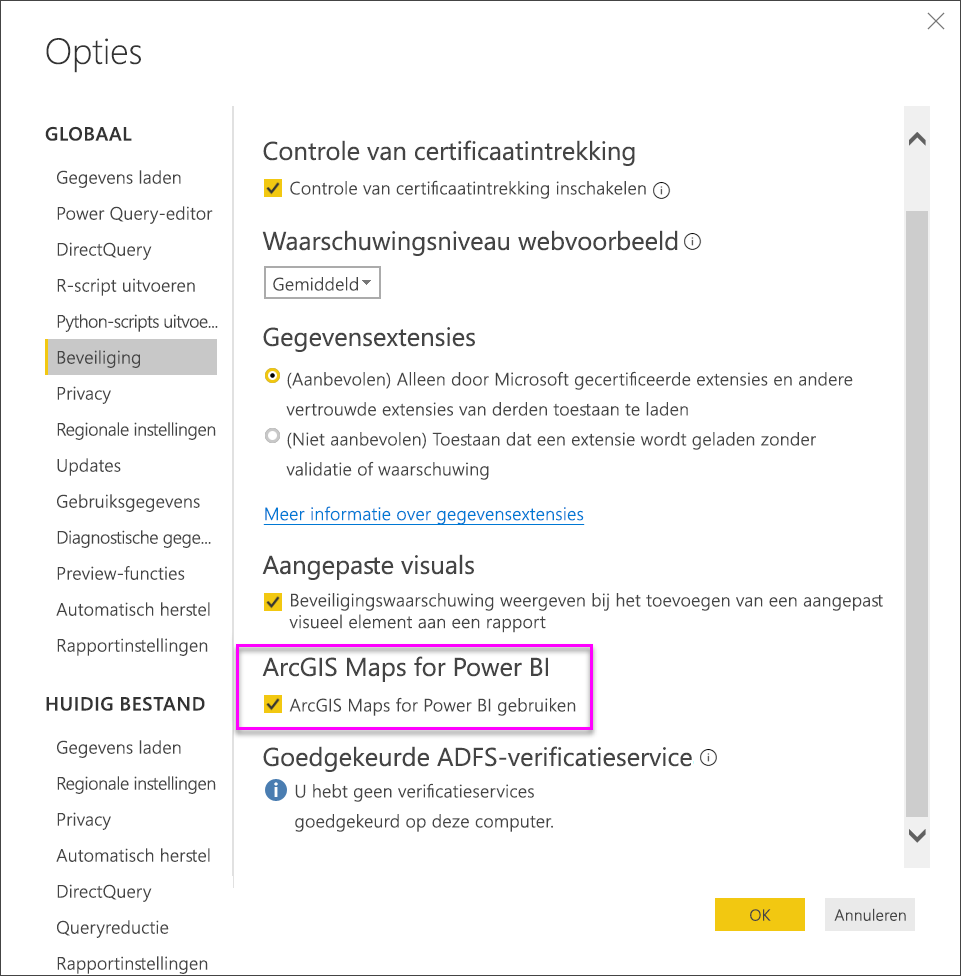 Opties
GLOBAAL
Gegevens laden
Power Query-editor
DirectQuery
R-script uitvoeren
Python-scripts uitvoe...
Beveiliging
Privacy
Regionale instellingen
Updates
Gebruiksgegevens
Diagnostische gege...
Preview-functies
Automatisch herstel
Rapportinstellingen
HUIDIG BESTAND
Gegevens laden
Regionale instellingen
Privacy
Automatisch herstel
DirectQuery
Queryreductie
Rapportinstellingen
Controle van certificaatintrekking
Controle van certificaatintrekking inschakelen
Waarschuwingsniveau webvoorbeeld
Gemiddeld
Gegevensextensies
(Aanbevolen) Alleen door Microsoft gecertificeerde extensies en andere
vertrouwde extensies van derden toestaan te laden
(Niet aanbevolen) Toestaan dat een extensie wordt geladen zonder
validatie of waarschuwing
Meer informatie over gegevensextensies
Aangepaste visuals
Beveiligingswaarschuwing weergeven bij het toevoegen van een aangepast
visueel element aan een rapport
ArcGIS Maps for Power BI
ArcGIS Maps for Power BI gebruiken
Goedgekeurde ADFS-verificatieservice
U hebt geen verificatieservices
goedgekeurd op deze computer.
OK
Annuleren